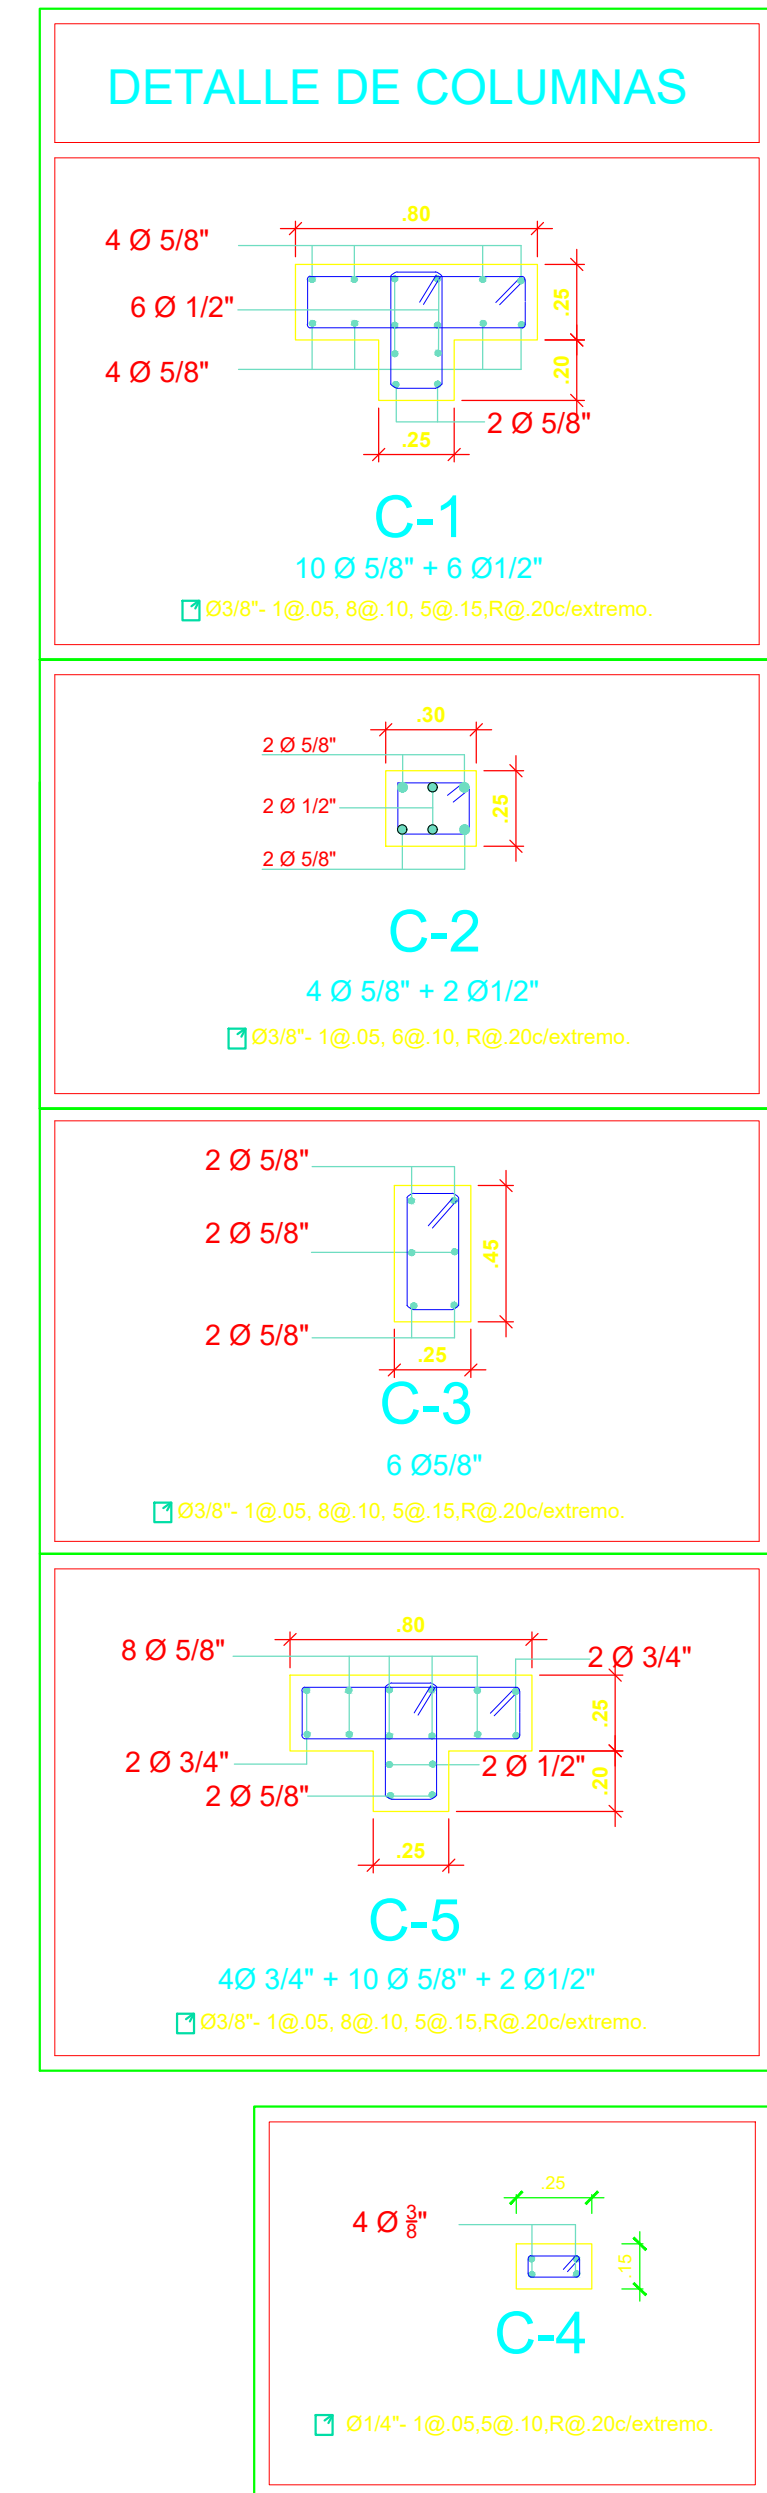 DETALLE DE COLUMNAS
.80
4 Ø 5/8"
6 Ø 1/2"
.25
4 Ø 5/8"
.20
2 Ø 5/8"
.25
C-1
10 Ø 5/8" + 6 Ø1/2"
Ø3/8"- 1@.05, 8@.10, 5@.15,R@.20c/extremo.
.30
2 Ø 5/8"
2 Ø 1/2"
.25
2 Ø 5/8"
C-2
4 Ø 5/8" + 2 Ø1/2"
Ø3/8"- 1@.05, 6@.10, R@.20c/extremo.
2 Ø 5/8"
2 Ø 5/8"
.45
2 Ø 5/8"
.25
C-3
6 Ø5/8"
Ø3/8"- 1@.05, 8@.10, 5@.15,R@.20c/extremo.
.80
8 Ø 5/8"
2 Ø 3/4"
.25
2 Ø 3/4"
2 Ø 1/2"
.20
2 Ø 5/8"
.25
C-5
4Ø 3/4" + 10 Ø 5/8" + 2 Ø1/2"
Ø3/8"- 1@.05, 8@.10, 5@.15,R@.20c/extremo.
.25
4 Ø 3/8"
.15
C-4
Ø1/4"- 1@.05,5@.10,R@.20c/extremo.